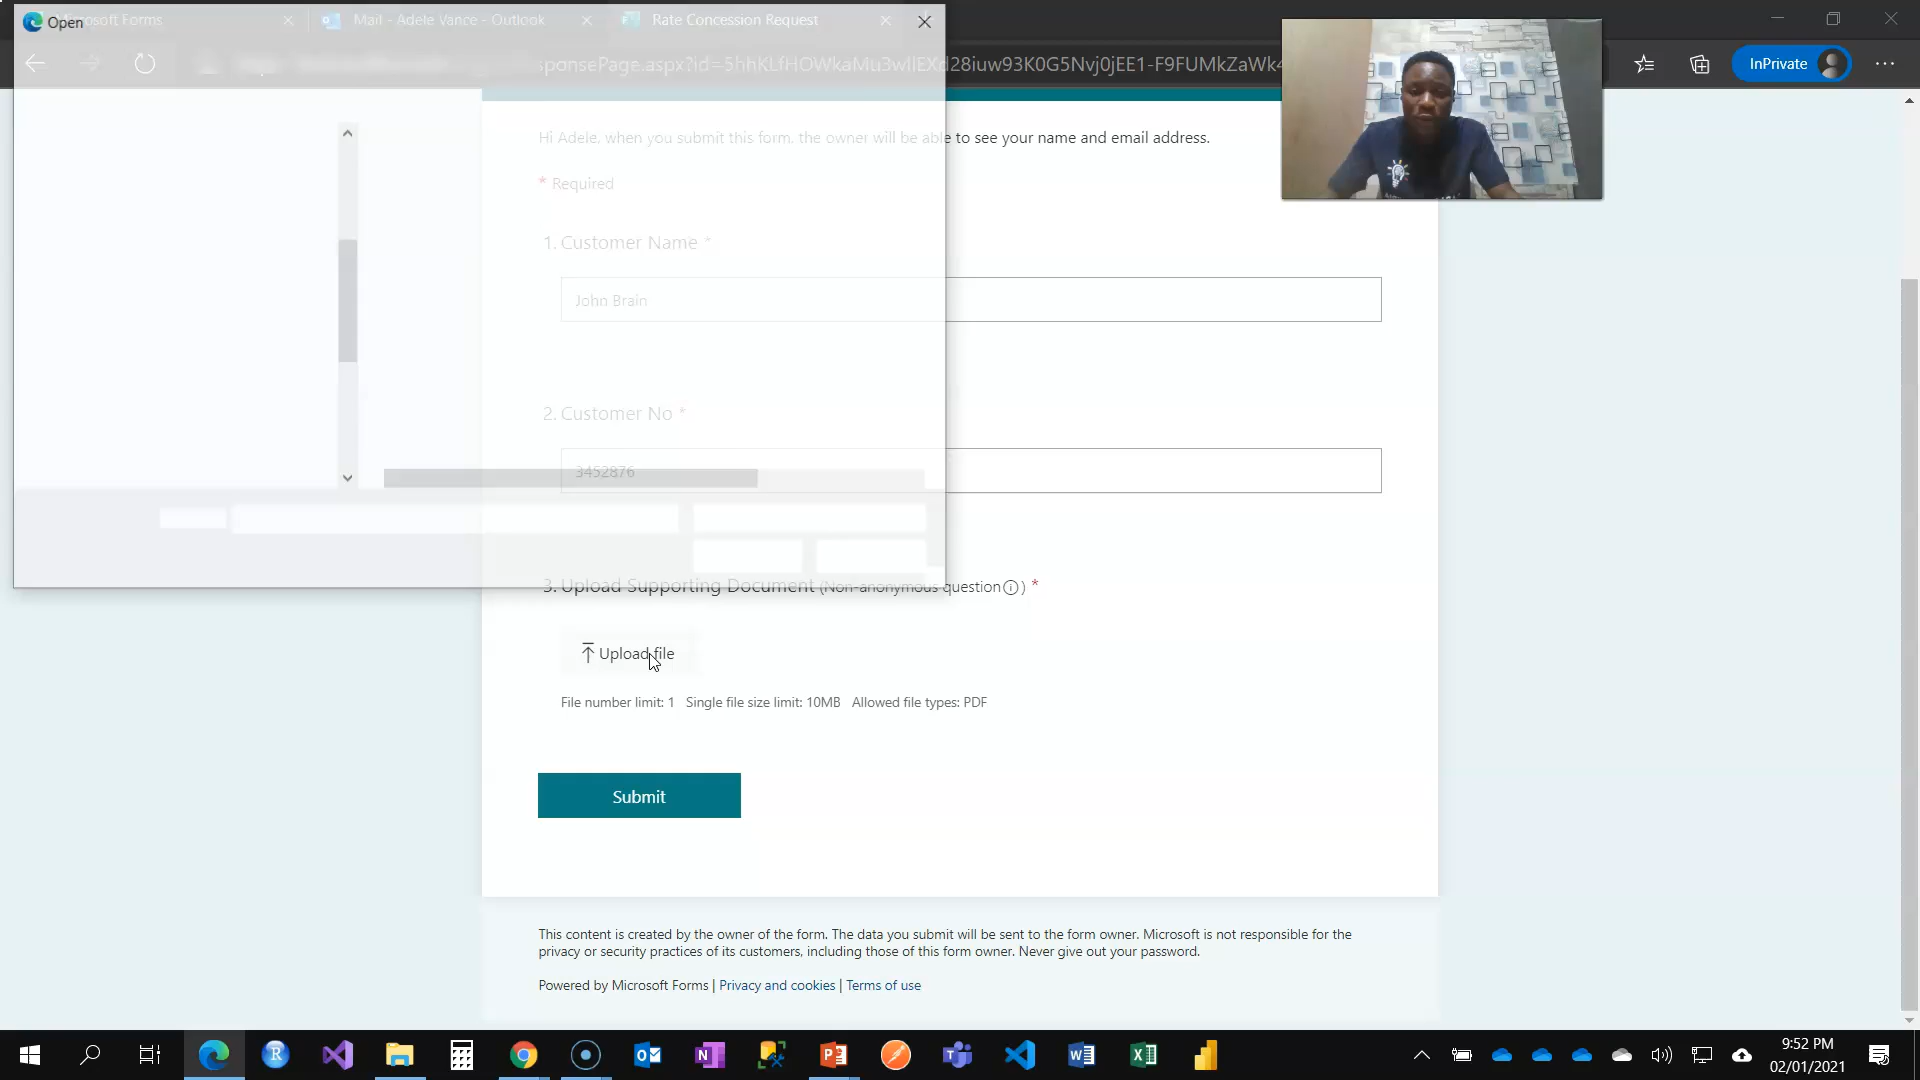 Open
Microsoft Forms
Mail - Adele Vance - Outlook
Rate Concession Request
sponsePage.aspx?id=5hhKLfHOWkaMu3wllEXd28iuw93K0G5Nvj0jEE1-F9FUMkZaWk4
InPrivate
Hi Adele, when you submit this form, the owner will be able to see your name and email address.
* Required
1. Customer Name *
John Brain
2. Customer No *
3452876
3. Upload Supporting Document (Non-anonymous question) *
Upload file
File number limit: 1 Single file size limit: 10MB Allowed file types: PDF
Submit
This content is created by the owner of the form. The data you submit will be sent to the form owner. Microsoft is not responsible for the
privacy or security practices of its customers, including those of this form owner. Never give out your password.
Powered by Microsoft Forms | Privacy and cookies | Terms of use
9:52 PM
02/01/2021